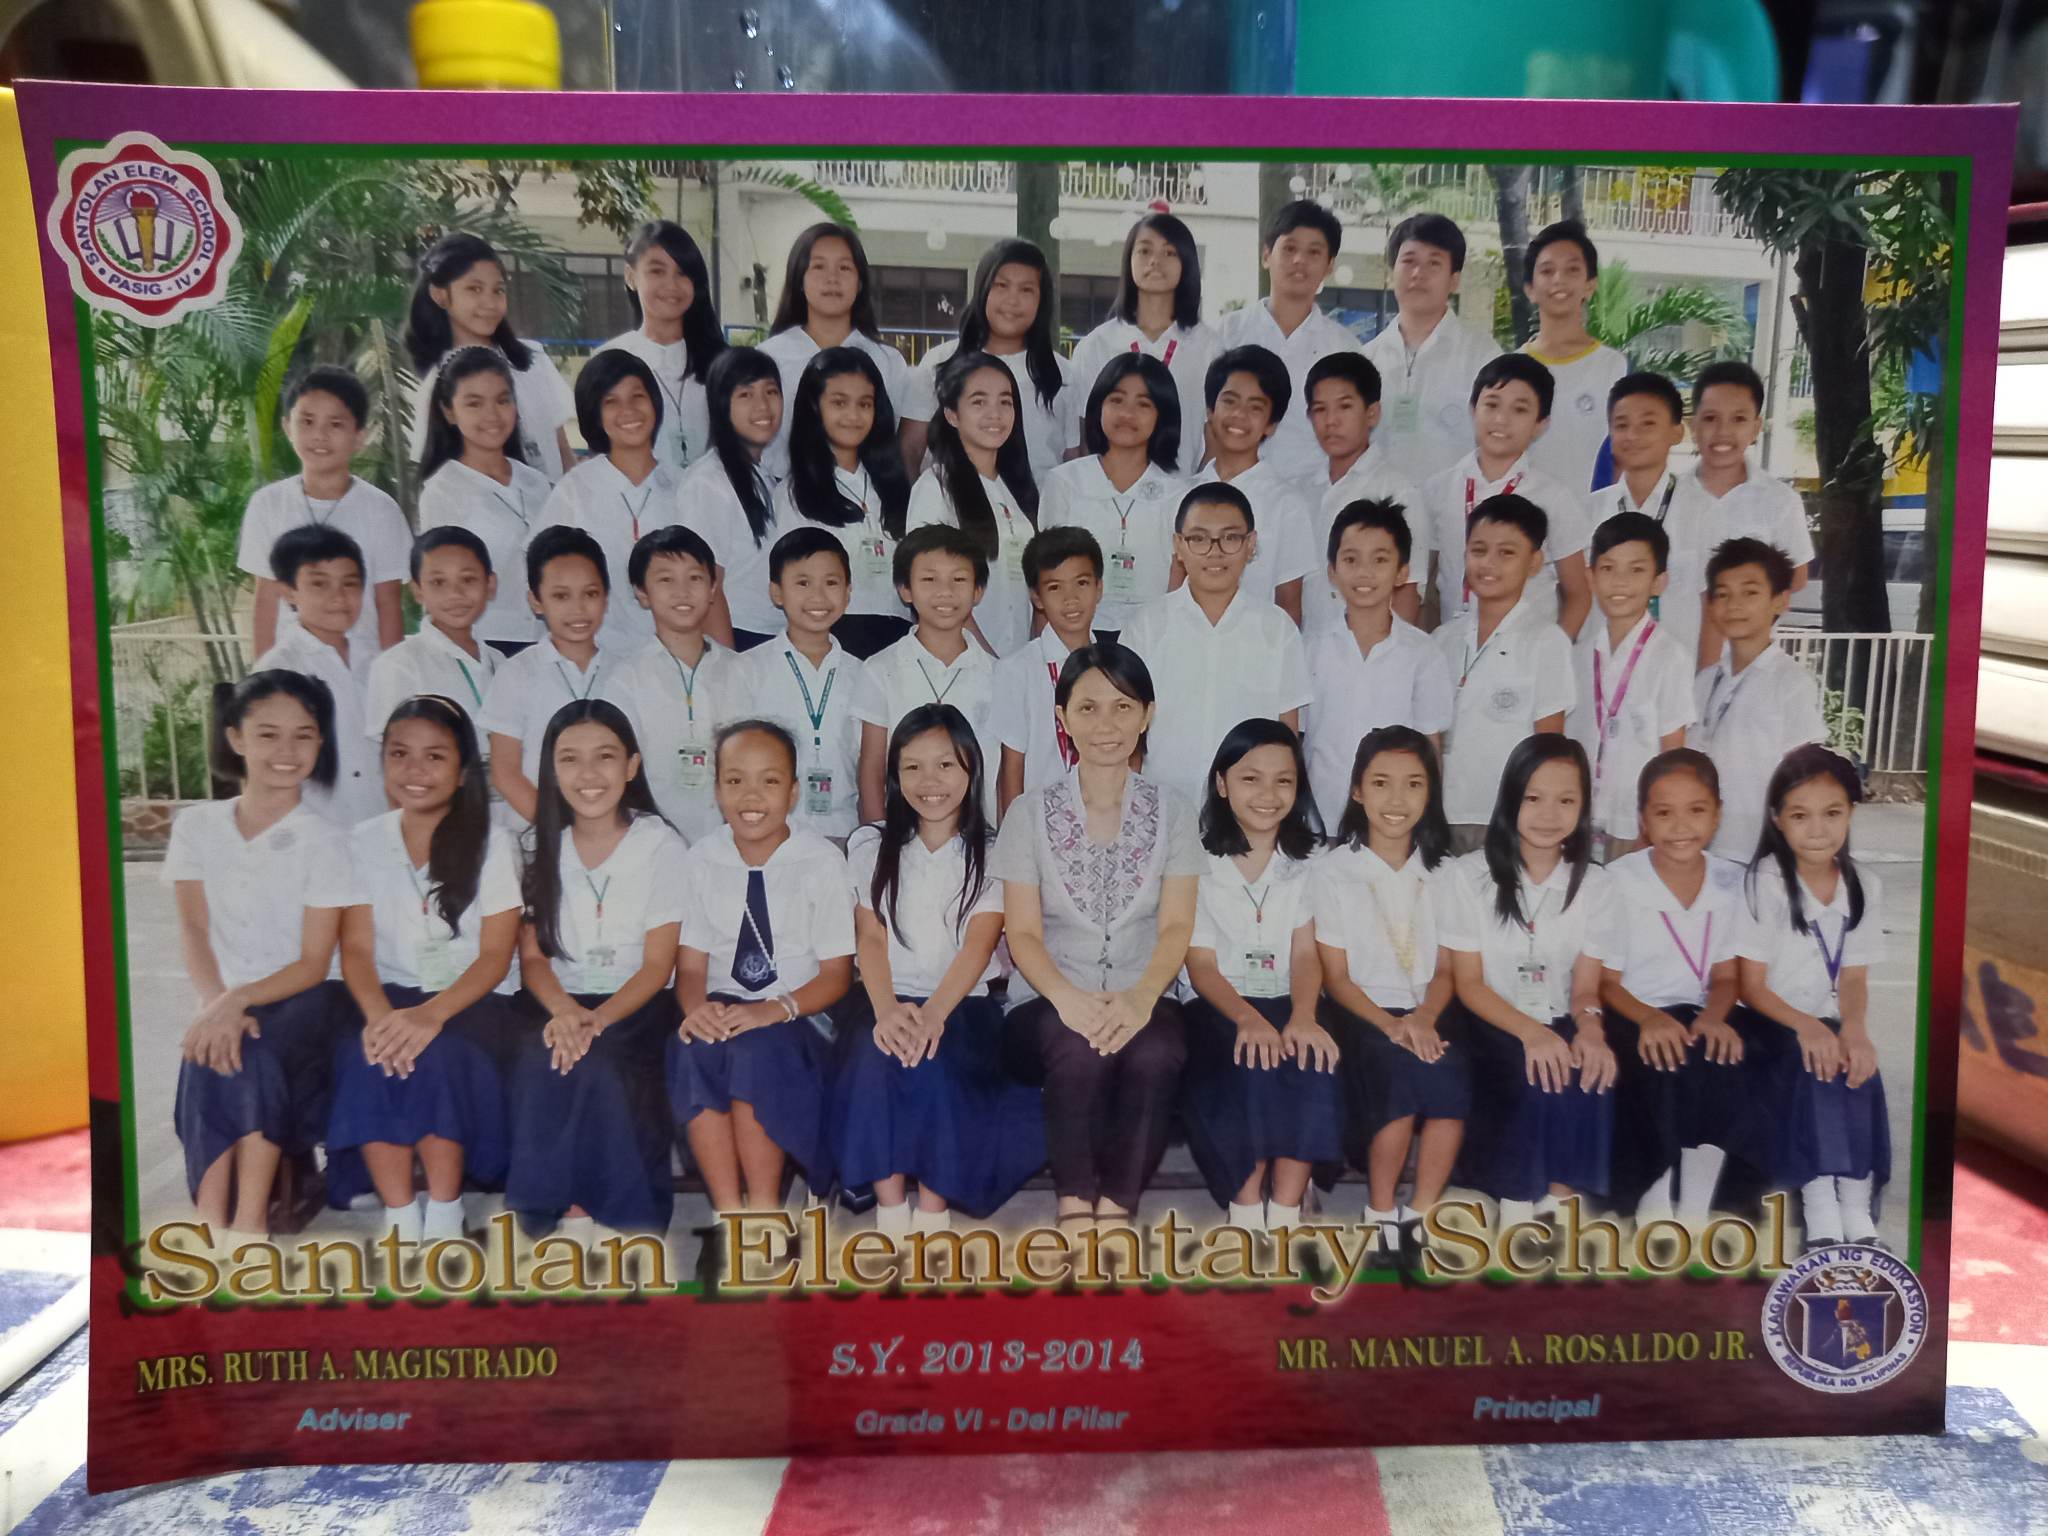 SANTOLAN ELEM. SCHOOL
• PASIG - IV •
Santolan Elementary School
MRS. RUTH A. MAGISTRADO
Adviser
S.Y. 2013-2014
Grade VI - Del Pilar
MR. MANUEL A. ROSALDO JR.
Principal
• KAGAWARAN NG EDUKASYON •
REPUBLIKA NG PILIPINAS